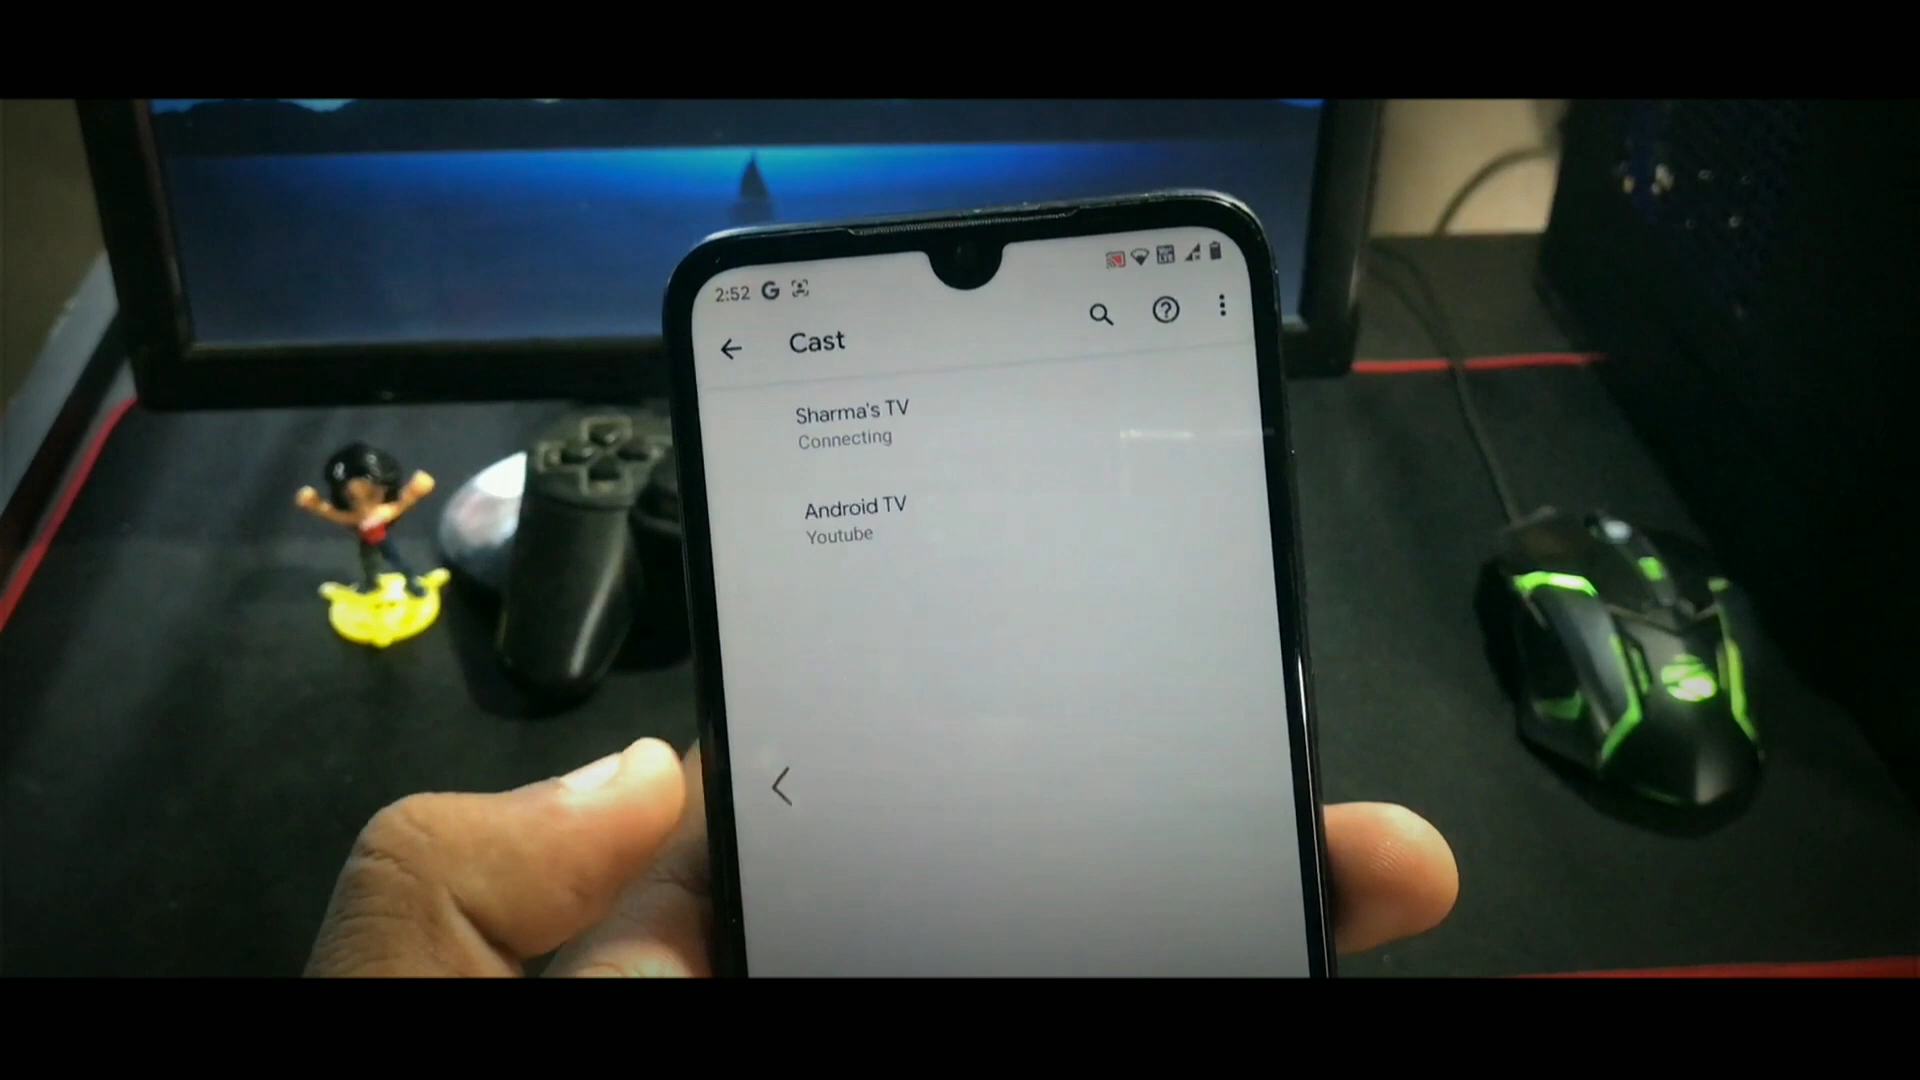 2:52
Cast
Sharma's TV
Connecting
Android TV
Youtube